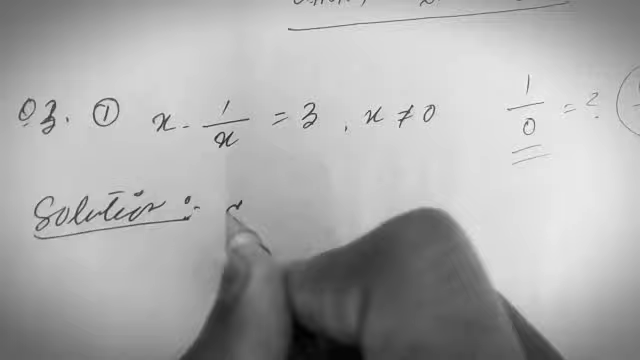 Q3. ① x - 1/x = 3, x ≠ 0
1/0 = ?
Solution :-